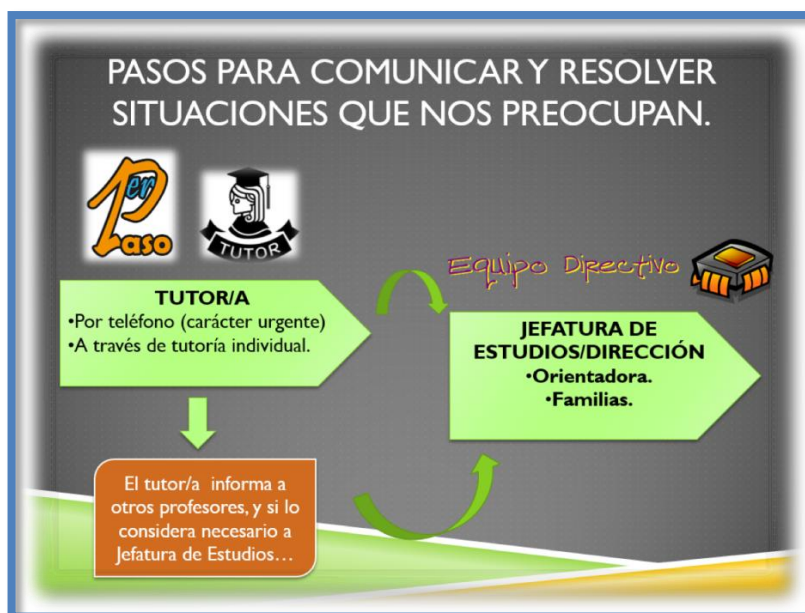 PASOS PARA COMUNICAR Y RESOLVER
SITUACIONES QUE NOS PREOCUPAN.
1er
Paso
TUTOR
TUTOR/A
•Por teléfono (carácter urgente)
•A través de tutoría individual.
El tutor/a informa a
otros profesores, y si lo
considera necesario a
Jefatura de Estudios…
Equipo Directivo
JEFATURA DE
ESTUDIOS/DIRECCIÓN
•Orientadora.
•Familias.